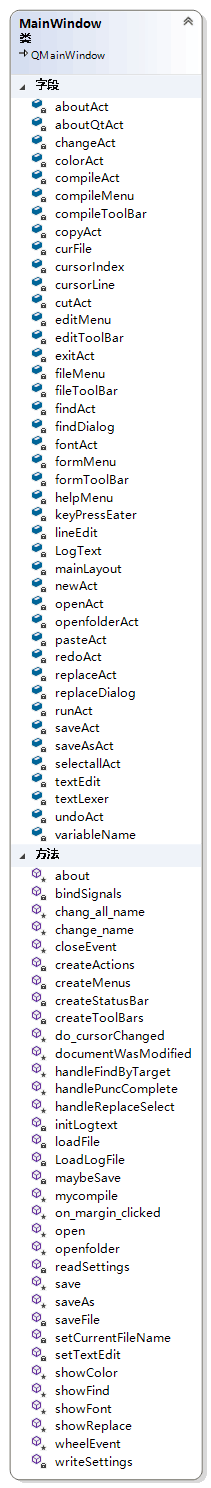 MainWindow
类
QMainWindow
字段
aboutAct
aboutQtAct
changeAct
colorAct
compileAct
compileMenu
compileToolBar
copyAct
curFile
cursorIndex
cursorLine
cutAct
editMenu
editToolBar
exitAct
fileMenu
fileToolBar
findAct
findDialog
fontAct
formMenu
formToolBar
helpMenu
keyPressEater
lineEdit
LogText
mainLayout
newAct
openAct
openfolderAct
pasteAct
redoAct
replaceAct
replaceDialog
runAct
saveAct
saveAsAct
selectallAct
textEdit
textLexer
undoAct
variableName
方法
about
bindSignals
chang_all_name
change_name
closeEvent
createActions
createMenus
createStatusBar
createToolBars
do_cursorChanged
documentWasModified
handleFindByTarget
handlePuncComplete
handleReplaceSelect
initLogtext
loadFile
LoadLogFile
maybeSave
mycompile
on_margin_clicked
open
openfolder
readSettings
save
saveAs
saveFile
setCurrentFileName
setTextEdit
showColor
showFind
showFont
showReplace
wheelEvent
writeSettings